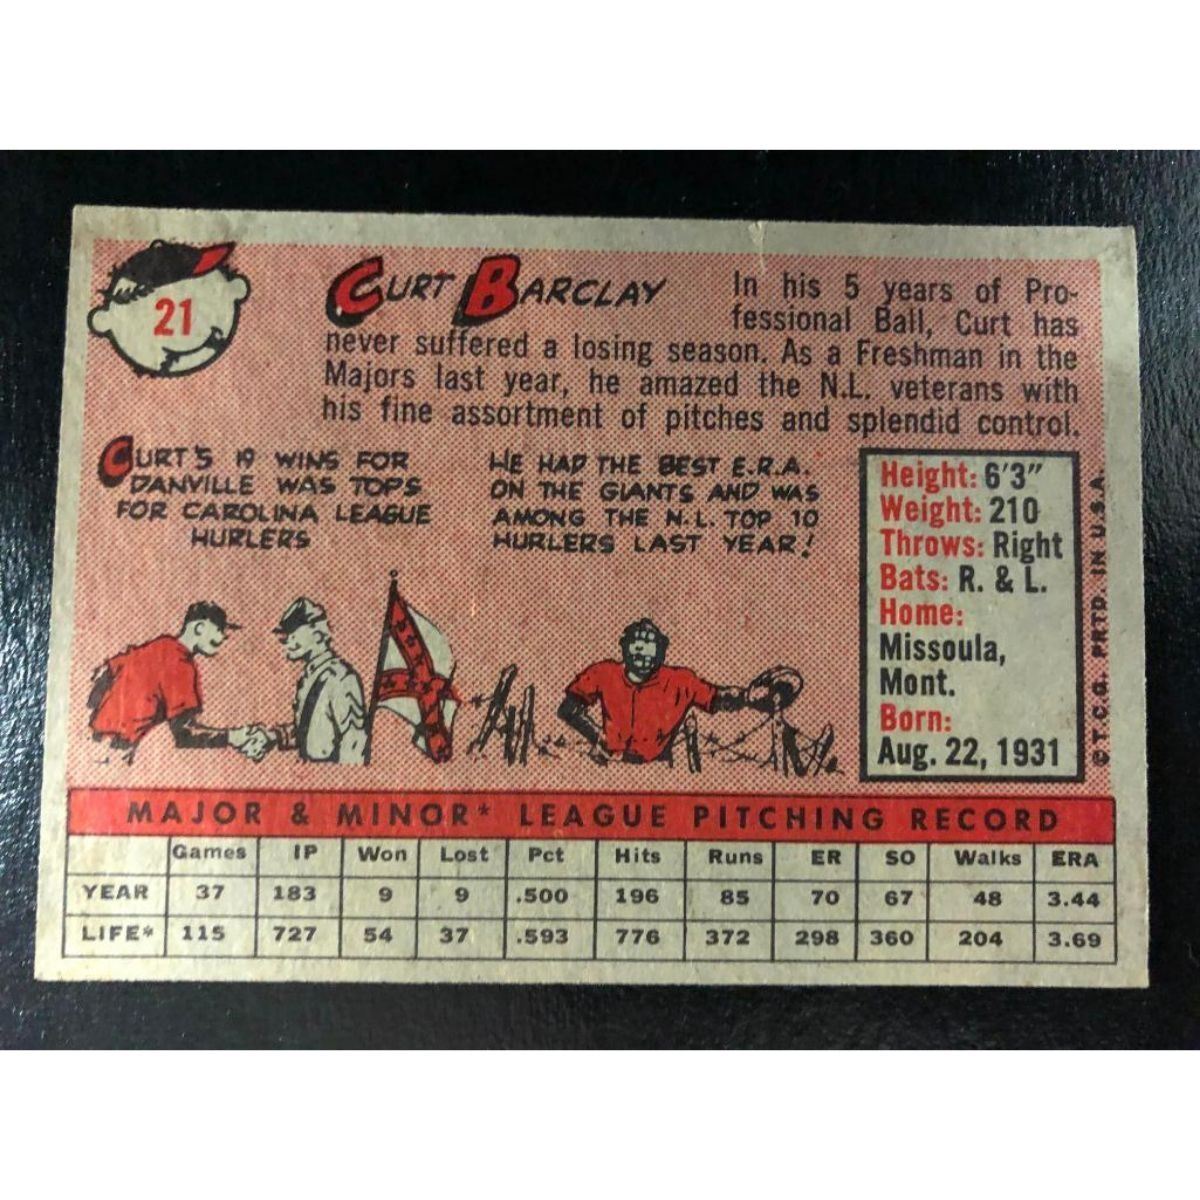 21
CURT BARCLAY
In his 5 years of Pro-
fessional Ball, Curt has
never suffered a losing season. As a Freshman in the
Majors last year, he amazed the N.L. veterans with
his fine assortment of pitches and splendid control.
CURT'S 19 WINS FOR
DANVILLE WAS TOPS
FOR CAROLINA LEAGUE
HURLERS
HE HAD THE BEST E.R.A.
ON THE GIANTS AND WAS
AMONG THE N.L. TOP 10
HURLERS LAST YEAR!
Height: 6'3"
Weight: 210
Throws: Right
Bats: R. & L.
Home:
Missoula,
Mont.
Born:
Aug. 22, 1931
© T.C.G. PRTD. IN U.S.A.
MAJOR & MINOR* LEAGUE PITCHING RECORD
Games IP Won Lost Pct Hits Runs ER SO Walks ERA
YEAR 37 183 9 9 .500 196 85 70 67 48 3.44
LIFE* 115 727 54 37 .593 776 372 298 360 204 3.69